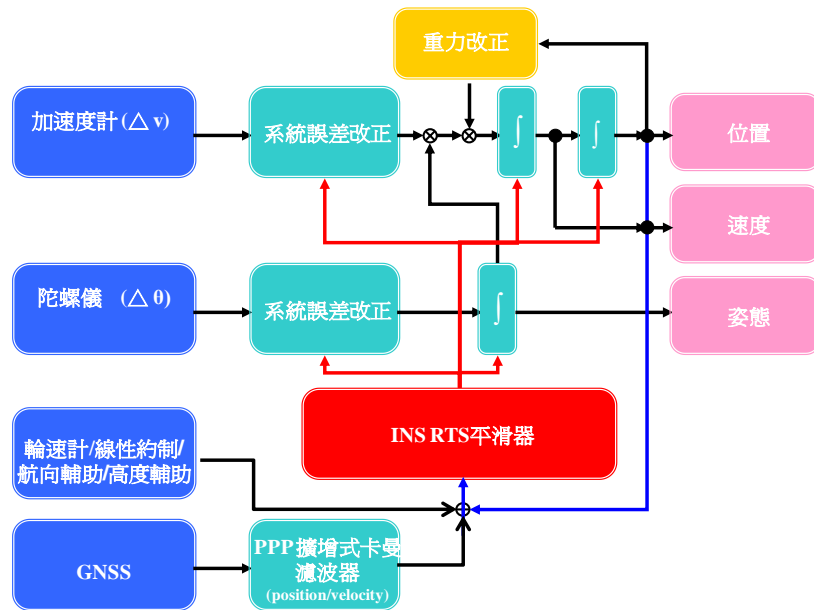 重力改正
加速度計(△ v)
系統誤差改正
∫
∫
位置
速度
陀螺儀 (△ θ)
系統誤差改正
∫
姿態
INS RTS平滑器
輪速計/線性約制/
航向輔助/高度輔助
GNSS
PPP 擴增式卡曼
濾波器
(position/velocity)